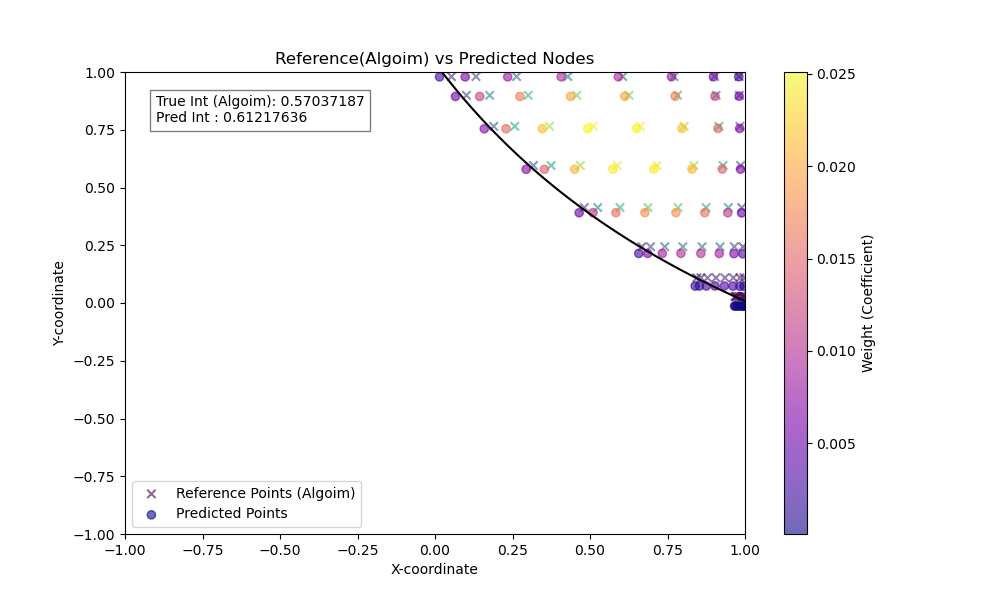 Reference(Algoim) vs Predicted Nodes
True Int (Algoim): 0.57037187
Pred Int : 0.61217636
1.00
0.75
0.50
0.25
0.00
−0.25
−0.50
−0.75
−1.00
Y-coordinate
Reference Points (Algoim)
Predicted Points
−1.00
−0.75
−0.50
−0.25
0.00
0.25
0.50
0.75
1.00
X-coordinate
0.025
0.020
0.015
0.010
0.005
Weight (Coefficient)